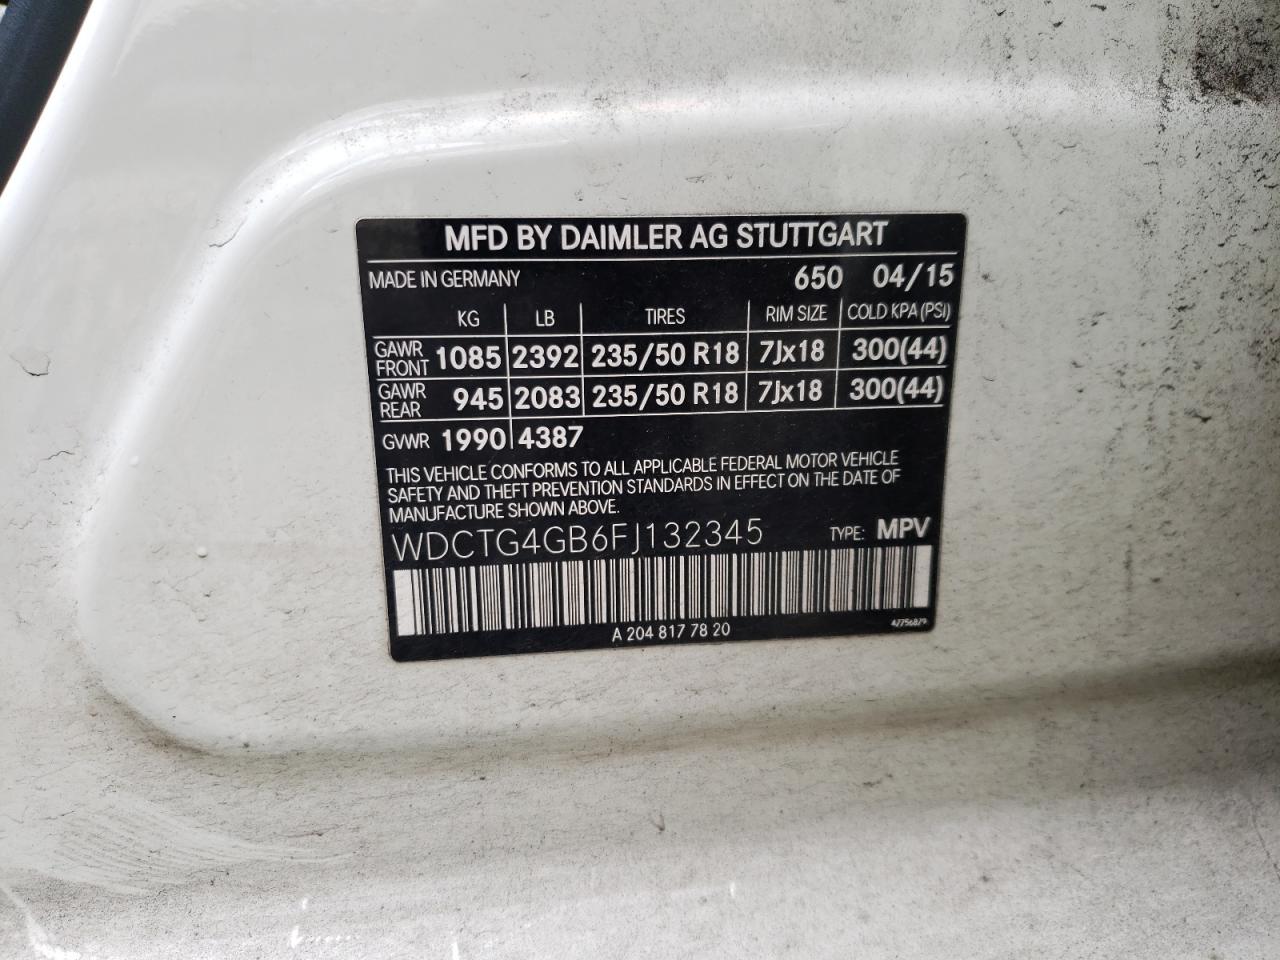 MFD BY DAIMLER AG STUTTGART
MADE IN GERMANY 650 04/15
KG LB TIRES RIM SIZE COLD KPA (PSI)
GAWR FRONT 1085 2392 235/50 R18 7Jx18 300(44)
GAWR REAR 945 2083 235/50 R18 7Jx18 300(44)
GVWR 1990 4387
THIS VEHICLE CONFORMS TO ALL APPLICABLE FEDERAL MOTOR VEHICLE
SAFETY AND THEFT PREVENTION STANDARDS IN EFFECT ON THE DATE OF
MANUFACTURE SHOWN ABOVE.
WDCTG4GB6FJ132345 TYPE: MPV
A 204 817 78 20